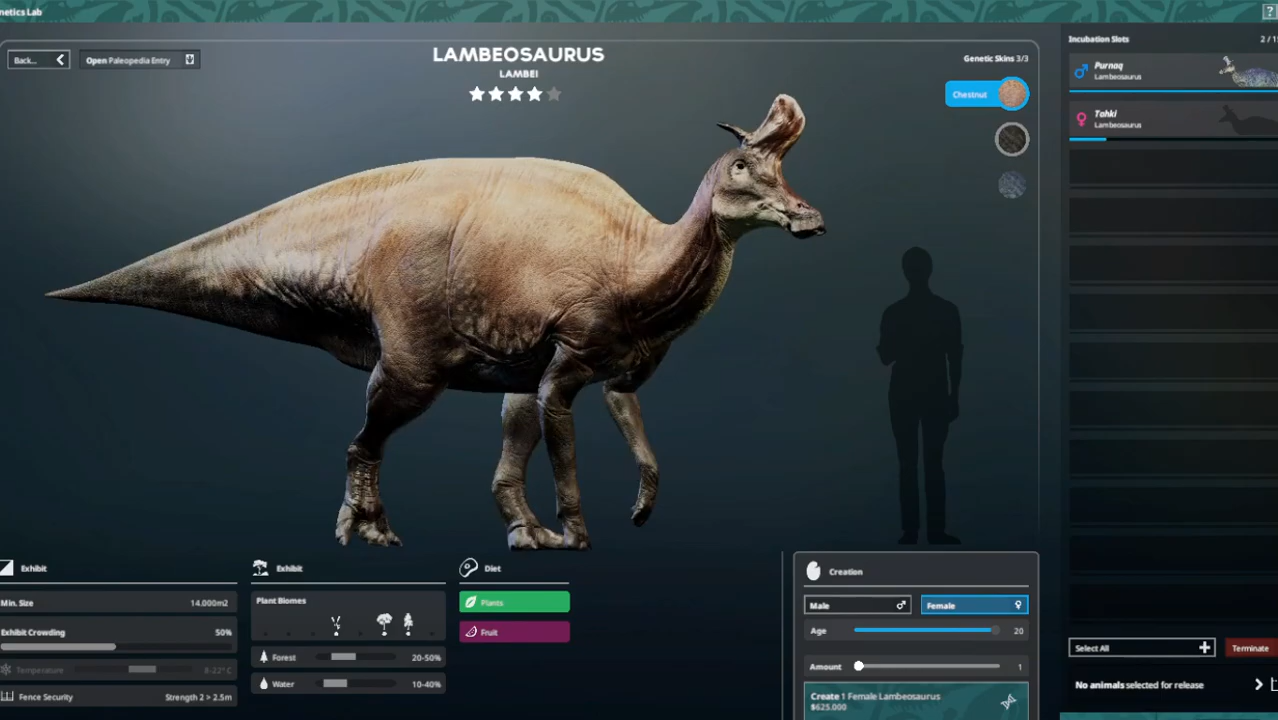 netics Lab
?
Back...
Open Paleopedia Entry
LAMBEOSAURUS
LAMBEI
Genetic Skins 3/3
Chestnut
Incubation Slots
2 / 1
Purnaq
Lambeosaurus
Tahki
Lambeosaurus
Exhibit
Min. Size
14.000m2
Exhibit Crowding
50%
Temperature
8-22° C
Fence Security
Strength 2 > 2.5m
Exhibit
Plant Biomes
Forest
20-50%
Water
10-40%
Diet
Plants
Fruit
Creation
Male
Female
Age
20
Amount
1
Create 1 Female Lambeosaurus
$625.000
Select All
Terminate
No animals selected for release